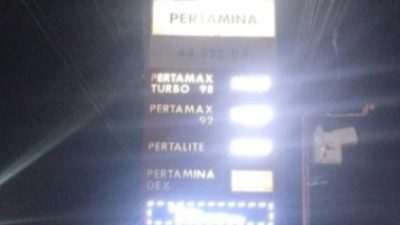 PERTAMINA
44.522.04
PERTAMAX
TURBO 98
PERTAMAX
92
PERTALITE
PERTAMINA
DEX